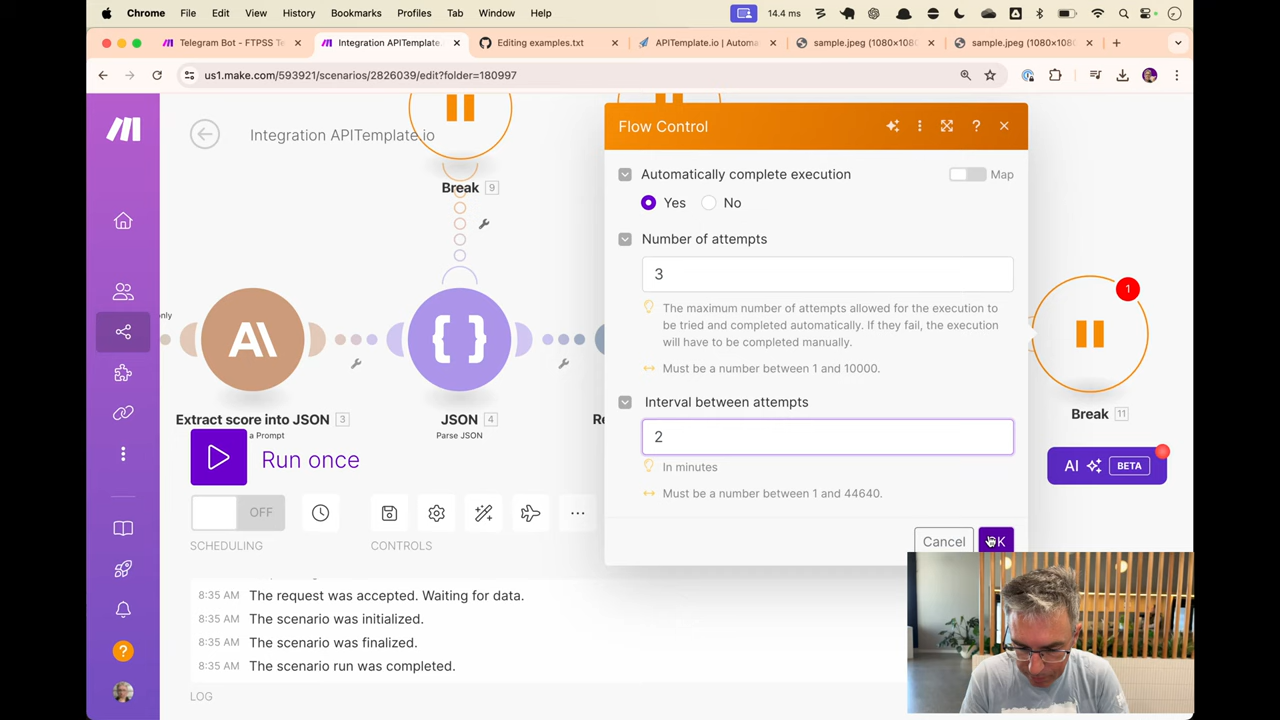 Chrome File Edit View History Bookmarks Profiles Tab Window Help 14.4 ms
Telegram Bot - FTPSS Te
Integration APITemplate.
Editing examples.txt
APITemplate.io | Automa
sample.jpeg (1080×1080
sample.jpeg (1080×1080
us1.make.com/593921/scenarios/2826039/edit?folder=180997
Integration APITemplate.io
Break 9
Flow Control
Automatically complete execution
Map
Yes No
Number of attempts
3
The maximum number of attempts allowed for the execution to
be tried and completed automatically. If they fail, the execution
will have to be completed manually.
Must be a number between 1 and 10000.
Interval between attempts
2
In minutes
Must be a number between 1 and 44640.
Cancel
1
Break 11
AI BETA
only
Extract score into JSON 3
a Prompt
JSON 4
Parse JSON
Run once
OFF
SCHEDULING
CONTROLS
8:35 AM The request was accepted. Waiting for data.
8:35 AM The scenario was initialized.
8:35 AM The scenario was finalized.
8:35 AM The scenario run was completed.
LOG